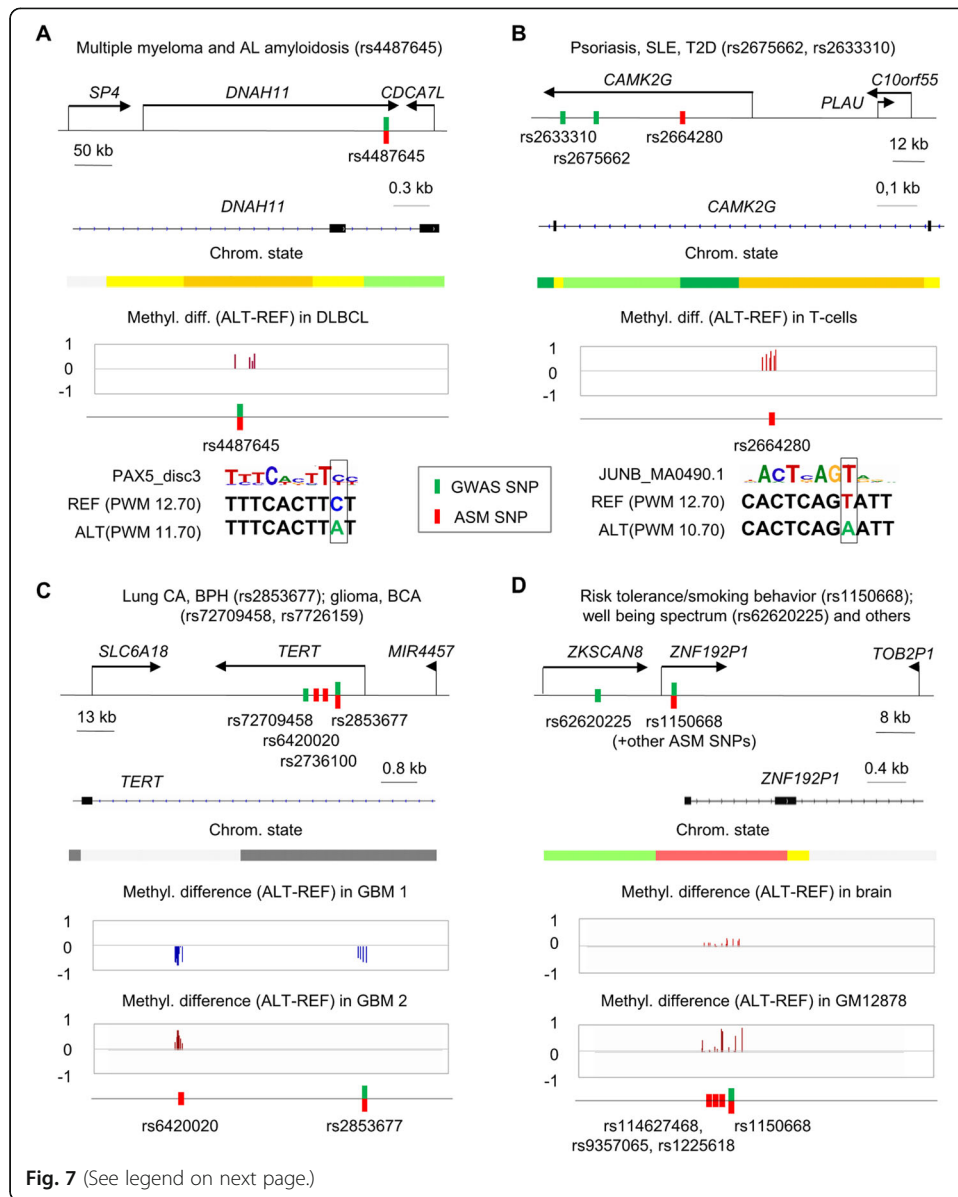 A
Multiple myeloma and AL amyloidosis (rs4487645)
SP4
DNAH11
CDCA7L
50 kb
rs4487645
0.3 kb
DNAH11
Chrom. state
Methyl. diff. (ALT-REF) in DLBCL
1
0
-1
rs4487645
PAX5_disc3
REF (PWM 12.70) TTTCACTTCT
ALT(PWM 11.70) TTTCACTTAT
GWAS SNP
ASM SNP
B
Psoriasis, SLE, T2D (rs2675662, rs2633310)
CAMK2G
C10orf55
PLAU
rs2633310
rs2664280
rs2675662
12 kb
0,1 kb
CAMK2G
Chrom. state
Methyl. diff. (ALT-REF) in T-cells
1
0
-1
rs2664280
JUNB_MA0490.1
REF (PWM 12.70) CACTCAGTATT
ALT(PWM 10.70) CACTCAGAATT
C
Lung CA, BPH (rs2853677); glioma, BCA
(rs72709458, rs7726159)
SLC6A18
TERT
MIR4457
13 kb
rs72709458
rs2853677
rs6420020
rs2736100
0.8 kb
TERT
Chrom. state
Methyl. difference (ALT-REF) in GBM 1
1
0
-1
Methyl. difference (ALT-REF) in GBM 2
1
0
-1
rs6420020
rs2853677
D
Risk tolerance/smoking behavior (rs1150668);
well being spectrum (rs62620225) and others
ZKSCAN8
ZNF192P1
TOB2P1
rs62620225
rs1150668
(+other ASM SNPs)
8 kb
0.4 kb
ZNF192P1
Chrom. state
Methyl. difference (ALT-REF) in brain
1
0
-1
Methyl. difference (ALT-REF) in GM12878
1
0
-1
rs114627468,
rs1150668
rs9357065, rs1225618
Fig. 7 (See legend on next page.)